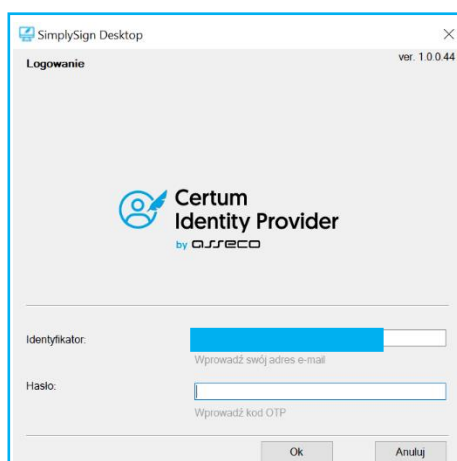 SimplySign Desktop
Logowanie
ver. 1.0.0.44
Certum
Identity Provider
by asseco
Identyfikator:
Wprowadź swój adres e-mail
Hasło:
Wprowadź kod OTP
Ok
Anuluj